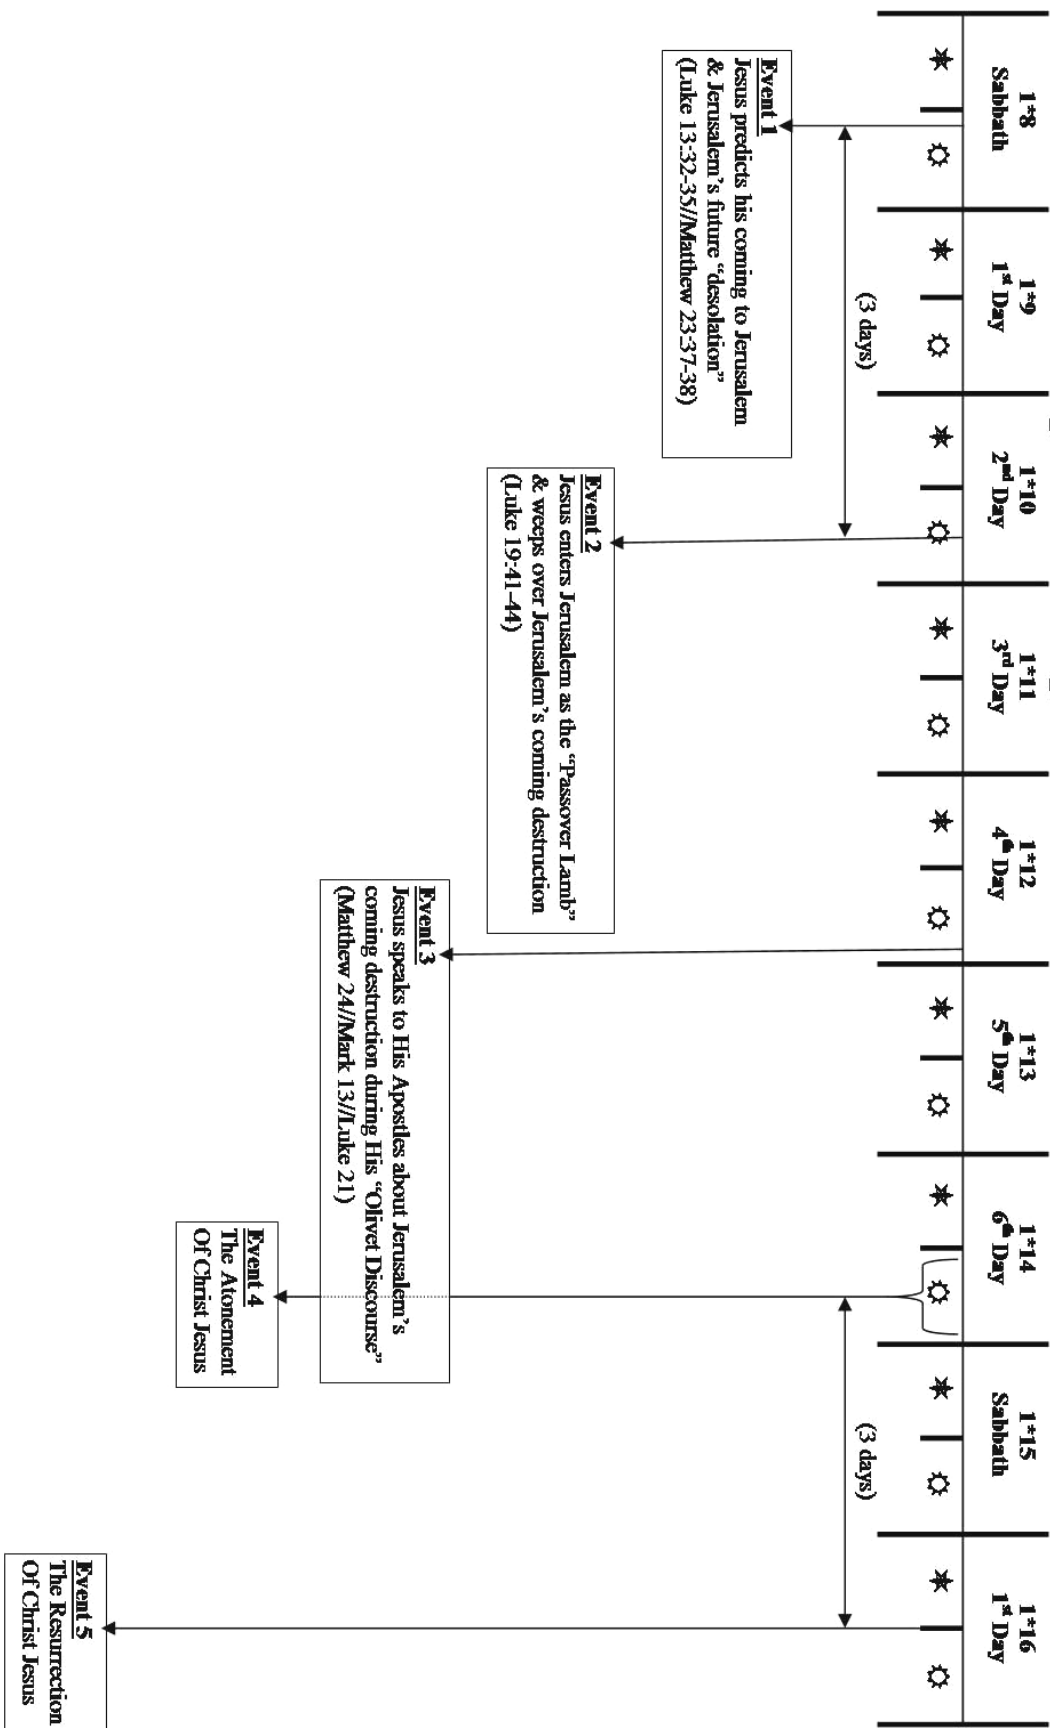 1*8
Sabbath
1*9
1st Day
1*10
2nd Day
1*11
3rd Day
1*12
4th Day
1*13
5th Day
1*14
6th Day
1*15
Sabbath
1*16
1st Day
(3 days)
(3 days)
Event 1
Jesus predicts his coming to Jerusalem
& Jerusalem’s future “desolation”
(Luke 13:32-35//Matthew 23:37-38)
Event 2
Jesus enters Jerusalem as the “Passover Lamb”
& weeps over Jerusalem’s coming destruction
(Luke 19:41-44)
Event 3
Jesus speaks to His Apostles about Jerusalem’s
coming destruction during His “Olivet Discourse”
(Matthew 24//Mark 13//Luke 21)
Event 4
The Atonement
Of Christ Jesus
Event 5
The Resurrection
Of Christ Jesus